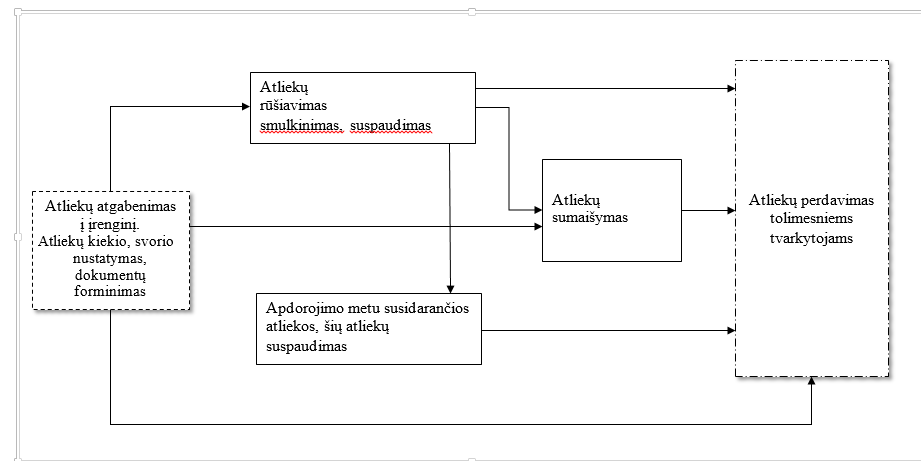 Atliekų
rūšiavimas
smulkinimas, suspaudimas
Atliekų atgabenimas
į įrenginį.
Atliekų kiekio, svorio
nustatymas,
dokumentų
forminimas
Atliekų
sumaišymas
Atliekų perdavimas
tolimesniems
tvarkytojams
Apdorojimo metu susidarančios
atliekos, šių atliekų
suspaudimas